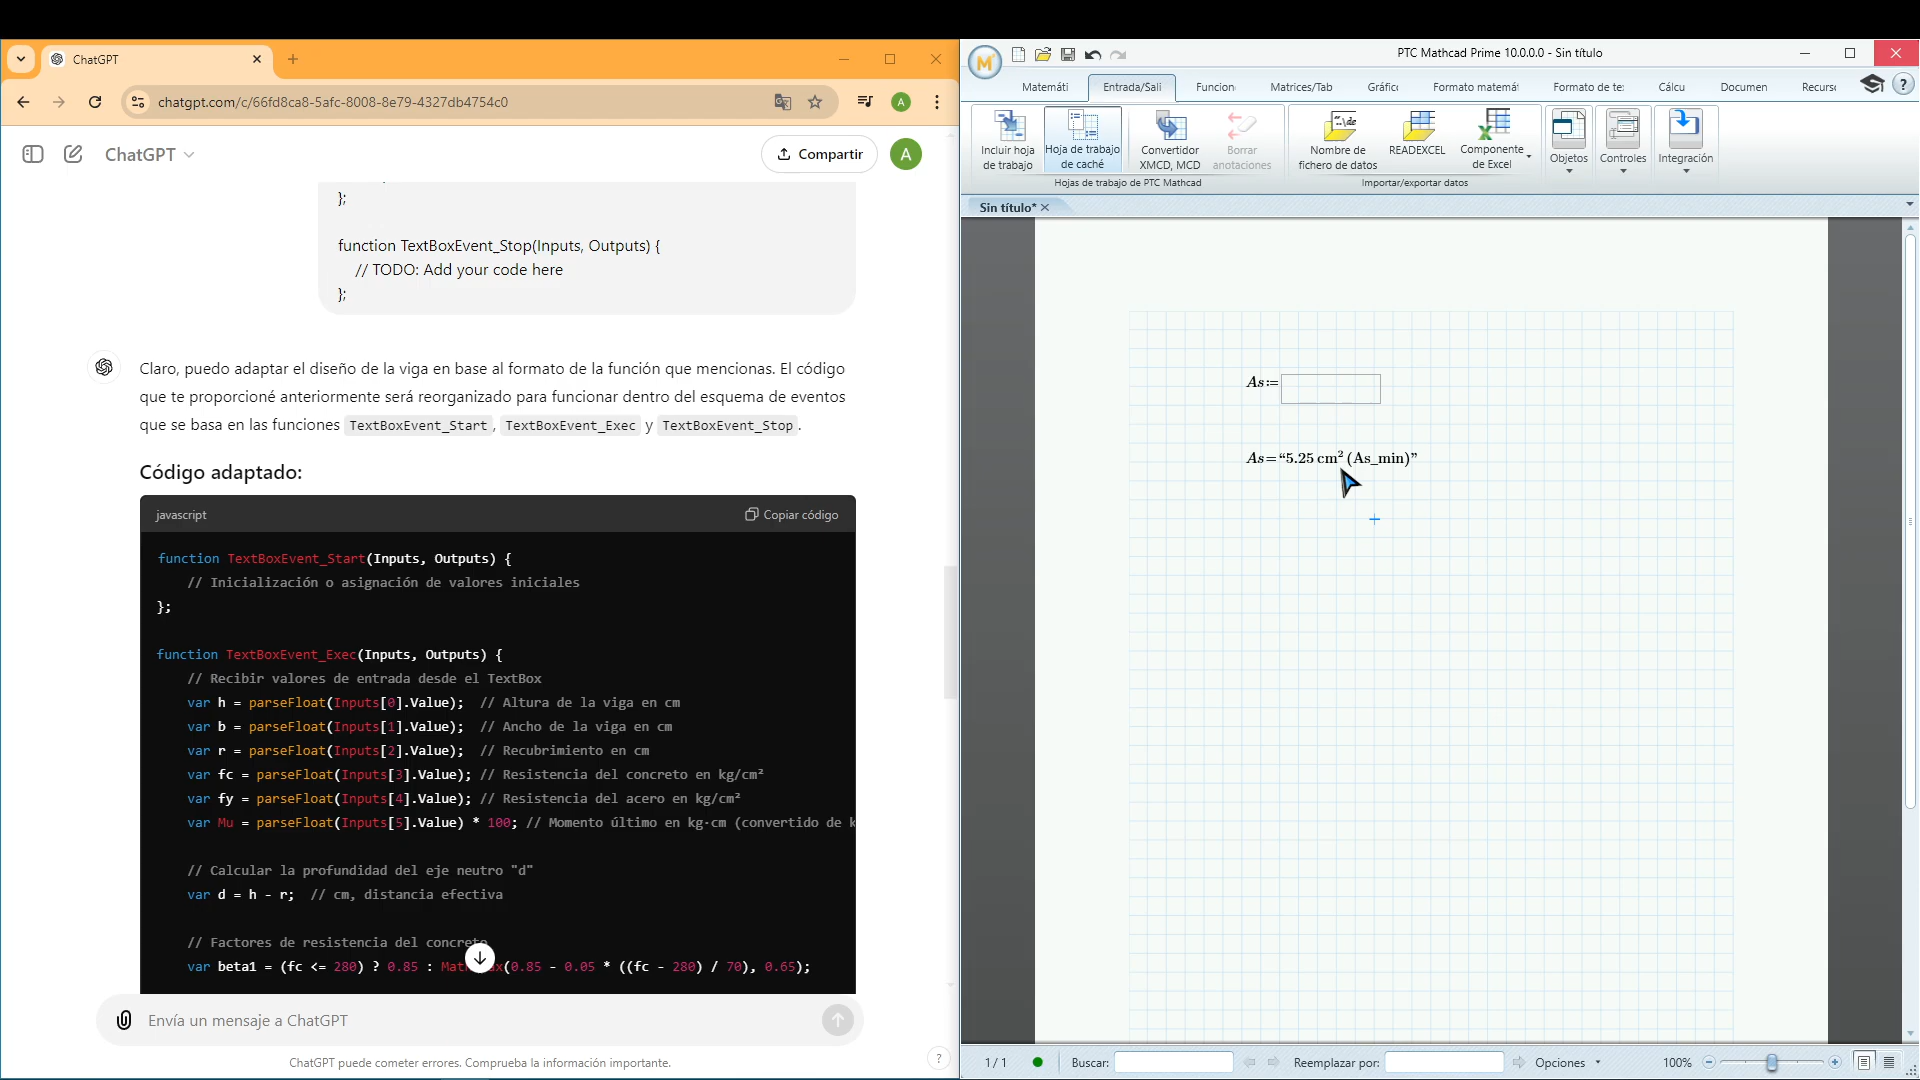 ChatGPT
chatgpt.com/c/66fd8ca8-5afc-8008-8e79-4327db4754c0
A
ChatGPT
Compartir
A
};
function TextBoxEvent_Stop(Inputs, Outputs) {
// TODO: Add your code here
};
Claro, puedo adaptar el diseño de la viga en base al formato de la función que mencionas. El código
que te proporcioné anteriormente será reorganizado para funcionar dentro del esquema de eventos
que se basa en las funciones TextBoxEvent_Start, TextBoxEvent_Exec y TextBoxEvent_Stop.
Código adaptado:
javascript
Copiar código
function TextBoxEvent_Start(Inputs, Outputs) {
// Inicialización o asignación de valores iniciales
};
function TextBoxEvent_Exec(Inputs, Outputs) {
// Recibir valores de entrada desde el TextBox
var h = parseFloat(Inputs[0].Value); // Altura de la viga en cm
var b = parseFloat(Inputs[1].Value); // Ancho de la viga en cm
var r = parseFloat(Inputs[2].Value); // Recubrimiento en cm
var fc = parseFloat(Inputs[3].Value); // Resistencia del concreto en kg/cm²
var fy = parseFloat(Inputs[4].Value); // Resistencia del acero en kg/cm²
var Mu = parseFloat(Inputs[5].Value) * 100; // Momento último en kg·cm (convertido de k
// Calcular la profundidad del eje neutro "d"
var d = h - r; // cm, distancia efectiva
// Factores de resistencia del concreto
var beta1 = (fc <= 280) ? 0.85 : Mat ax(0.85 - 0.05 * ((fc - 280) / 70), 0.65);
Envía un mensaje a ChatGPT
ChatGPT puede cometer errores. Comprueba la información importante.
?
PTC Mathcad Prime 10.0.0.0 - Sin título
Matemáti
Entrada/Sali
Funcion
Matrices/Tab
Gráfic
Formato matemá
Formato de te
Cálcu
Documen
Recurs
?
Incluir hoja
de trabajo
Hoja de trabajo
de caché
Convertidor
XMCD, MCD
Borrar
anotaciones
Nombre de
fichero de datos
READEXCEL
Componente
de Excel
Objetos
Controles
Integración
Hojas de trabajo de PTC Mathcad
Importar/exportar datos
Sin título*
As:=
As=“5.25 cm² (As_min)”
1 / 1
Buscar:
Reemplazar por:
Opciones
100%